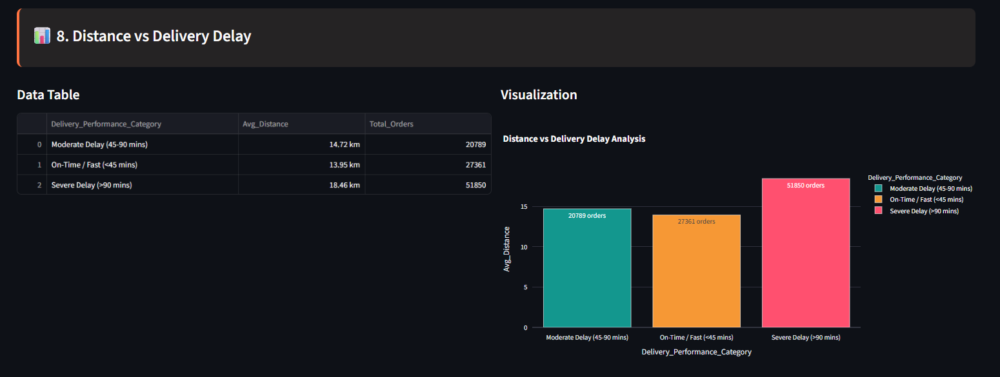 📊 8. Distance vs Delivery Delay
Data Table
Delivery_Performance_Category Avg_Distance Total_Orders
0 Moderate Delay (45-90 mins) 14.72 km 20789
1 On-Time / Fast (<45 mins) 13.95 km 27361
2 Severe Delay (>90 mins) 18.46 km 51850
Visualization
Distance vs Delivery Delay Analysis
Delivery_Performance_Category
Moderate Delay (45-90 mins)
On-Time / Fast (<45 mins)
Severe Delay (>90 mins)
20789 orders
27361 orders
51850 orders
15
10
5
0
Avg_Distance
Moderate Delay (45-90 mins) On-Time / Fast (<45 mins) Severe Delay (>90 mins)
Delivery_Performance_Category